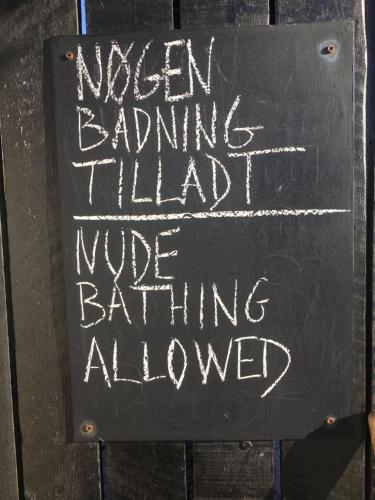 NØGEN
BADNING
TILLADT
NUDE
BATHING
ALLOWED